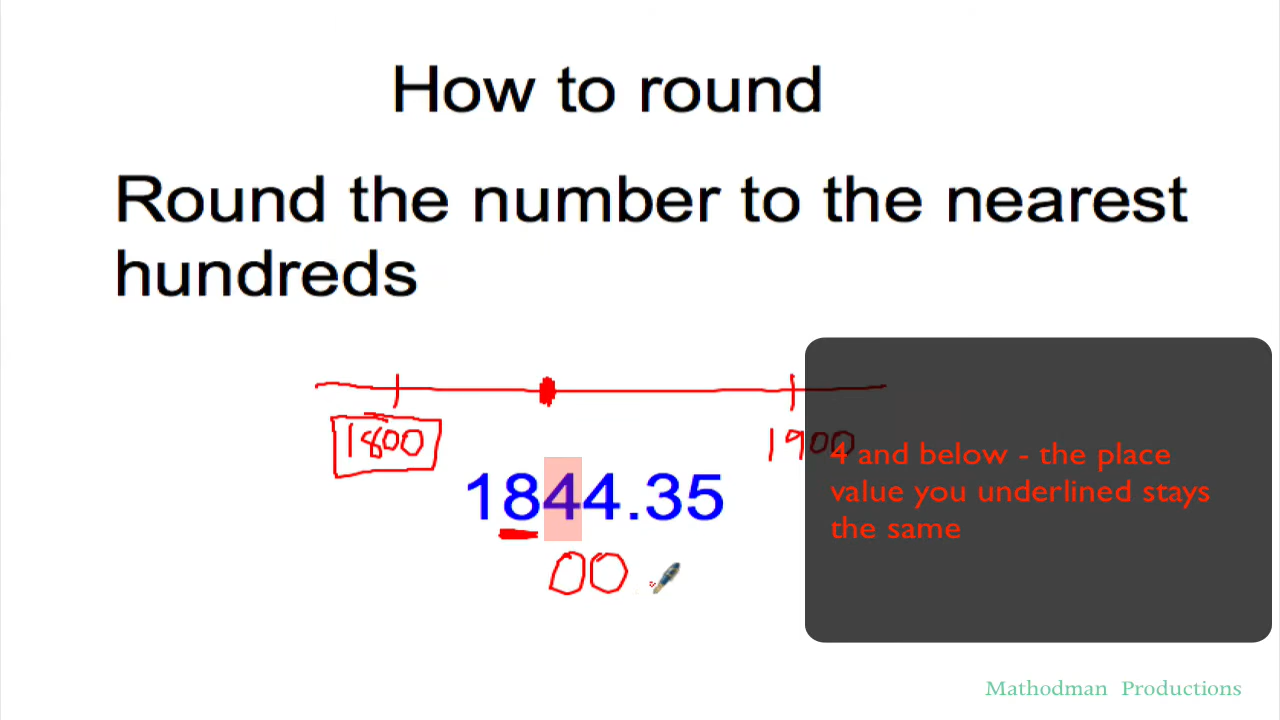 How to round
Round the number to the nearest
hundreds
1800
1900
1844.35
00
4 and below - the place
value you underlined stays
the same
Mathodman Productions